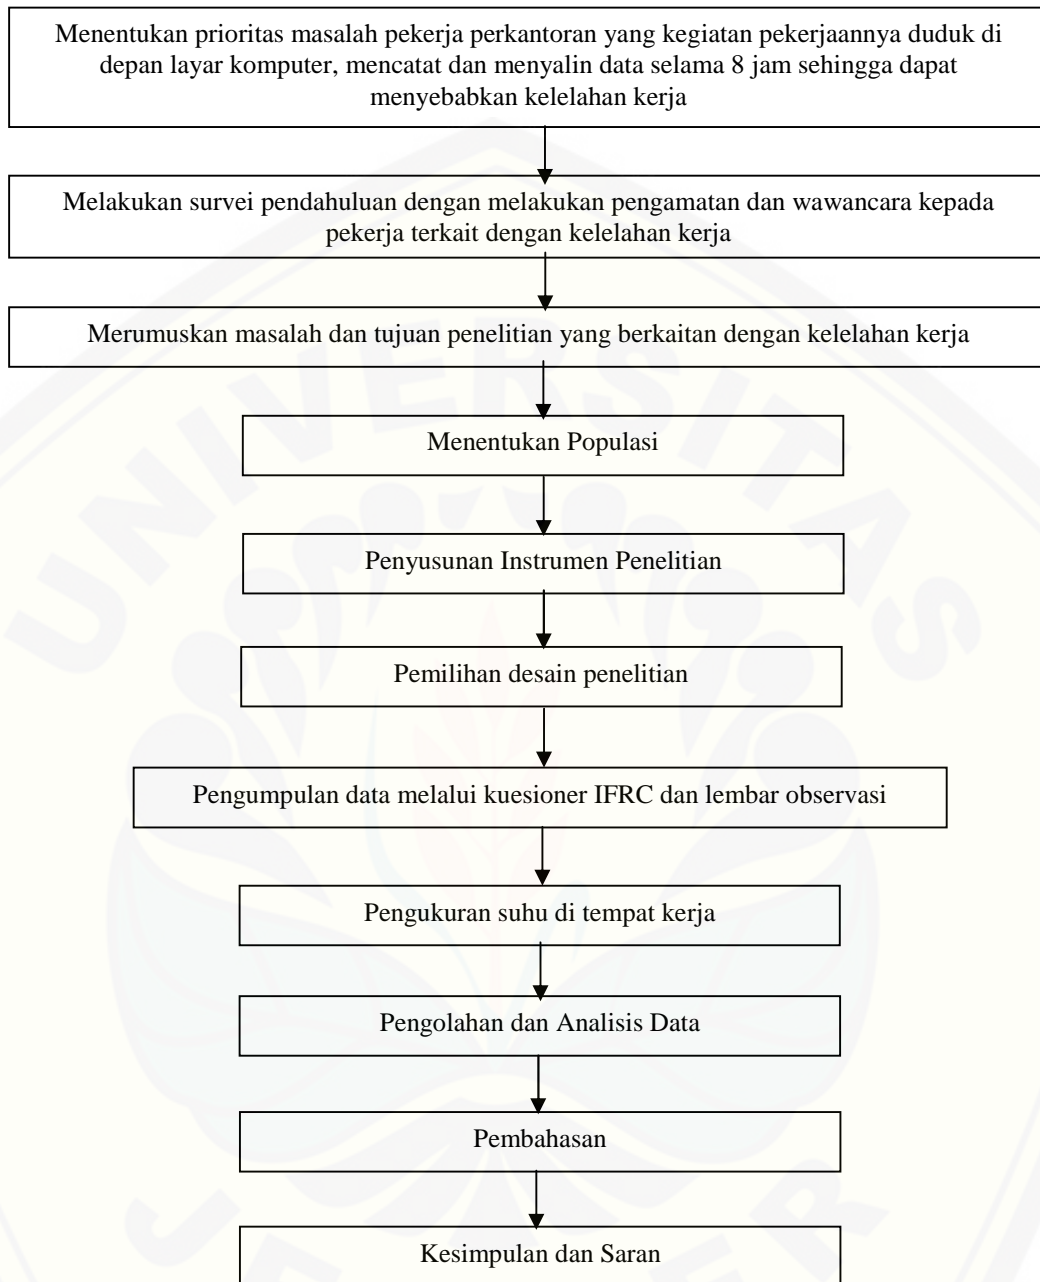 Menentukan prioritas masalah pekerja perkantoran yang kegiatan pekerjaannya duduk di
depan layar komputer, mencatat dan menyalin data selama 8 jam sehingga dapat
menyebabkan kelelahan kerja
Melakukan survei pendahuluan dengan melakukan pengamatan dan wawancara kepada
pekerja terkait dengan kelelahan kerja
Merumuskan masalah dan tujuan penelitian yang berkaitan dengan kelelahan kerja
UNIVERSITAS
Menentukan Populasi
Penyusunan Instrumen Penelitian
Pemilihan desain penelitian
Pengumpulan data melalui kuesioner IFRC dan lembar observasi
Pengukuran suhu di tempat kerja
Pengolahan dan Analisis Data
Pembahasan
Kesimpulan dan Saran